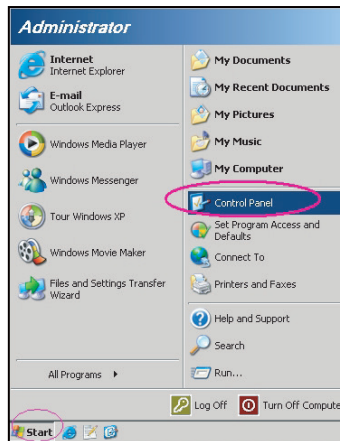 Administrator
Internet
Internet Explorer
E-mail
Outlook Express
Windows Media Player
Windows Messenger
Tour Windows XP
Windows Movie Maker
Files and Settings Transfer
Wizard
All Programs
My Documents
My Recent Documents
My Pictures
My Music
My Computer
Control Panel
Set Program Access and
Defaults
Connect To
Printers and Faxes
Help and Support
Search
Run...
Log Off
Turn Off Compute
Start